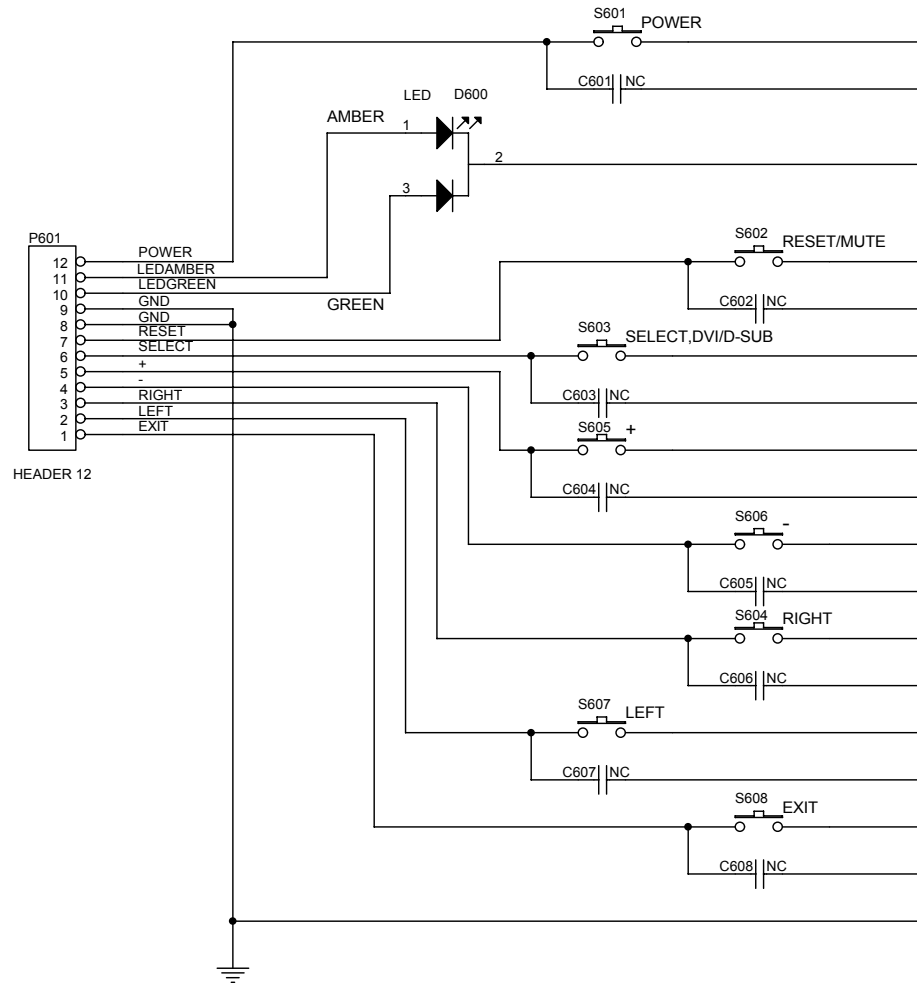 S601
POWER
C601 NC
LED D600
AMBER
1
2
3
P601
12 POWER
11 LEDAMBER
10 LEDGREEN
9 GND
8 GND
7 RESET
6 SELECT
5 +
4 -
3 RIGHT
2 LEFT
1 EXIT
HEADER 12
GREEN
S602
RESET/MUTE
C602 NC
S603
SELECT,DVI/D-SUB
C603 NC
S605
+
C604 NC
S606
-
C605 NC
S604
RIGHT
C606 NC
S607
LEFT
C607 NC
S608
EXIT
C608 NC